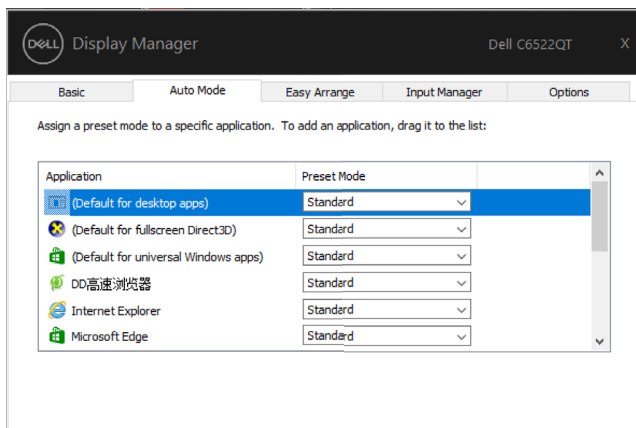 DELL Display Manager Dell C6522QT X
Basic Auto Mode Easy Arrange Input Manager Options
Assign a preset mode to a specific application. To add an application, drag it to the list:
Application Preset Mode
(Default for desktop apps) Standard
(Default for fullscreen Direct3D) Standard
(Default for universal Windows apps) Standard
DD高速浏览器 Standard
Internet Explorer Standard
Microsoft Edge Standard